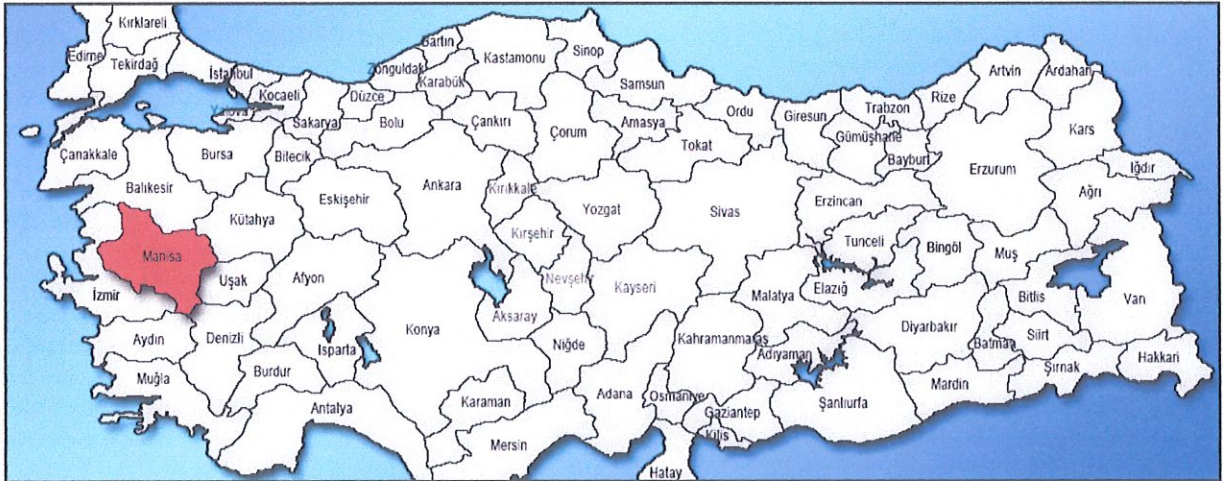 Kırklareli
Edirne
Tekirdağ
İstanbul
Kocaeli
Yalova
Sakarya
Düzce
Zonguldak
Bartın
Karabük
Kastamonu
Sinop
Samsun
Bolu
Çankırı
Çorum
Amasya
Ordu
Tokat
Giresun
Trabzon
Gümüşhane
Bayburt
Rize
Artvin
Ardahan
Kars
Iğdır
Erzurum
Ağrı
Çanakkale
Bursa
Bilecik
Balıkesir
Kütahya
Eskişehir
Ankara
Kırıkkale
Kırşehir
Yozgat
Sivas
Erzincan
Tunceli
Bingöl
Muş
Manisa
Uşak
Afyon
İzmir
Nevşehir
Kayseri
Aksaray
Malatya
Elazığ
Bitlis
Van
Aydın
Denizli
Isparta
Konya
Niğde
Kahramanmaraş
Adıyaman
Diyarbakır
Batman
Siirt
Şırnak
Hakkari
Muğla
Burdur
Antalya
Karaman
Mersin
Adana
Osmaniye
Gaziantep
Kilis
Şanlıurfa
Mardin
Hatay